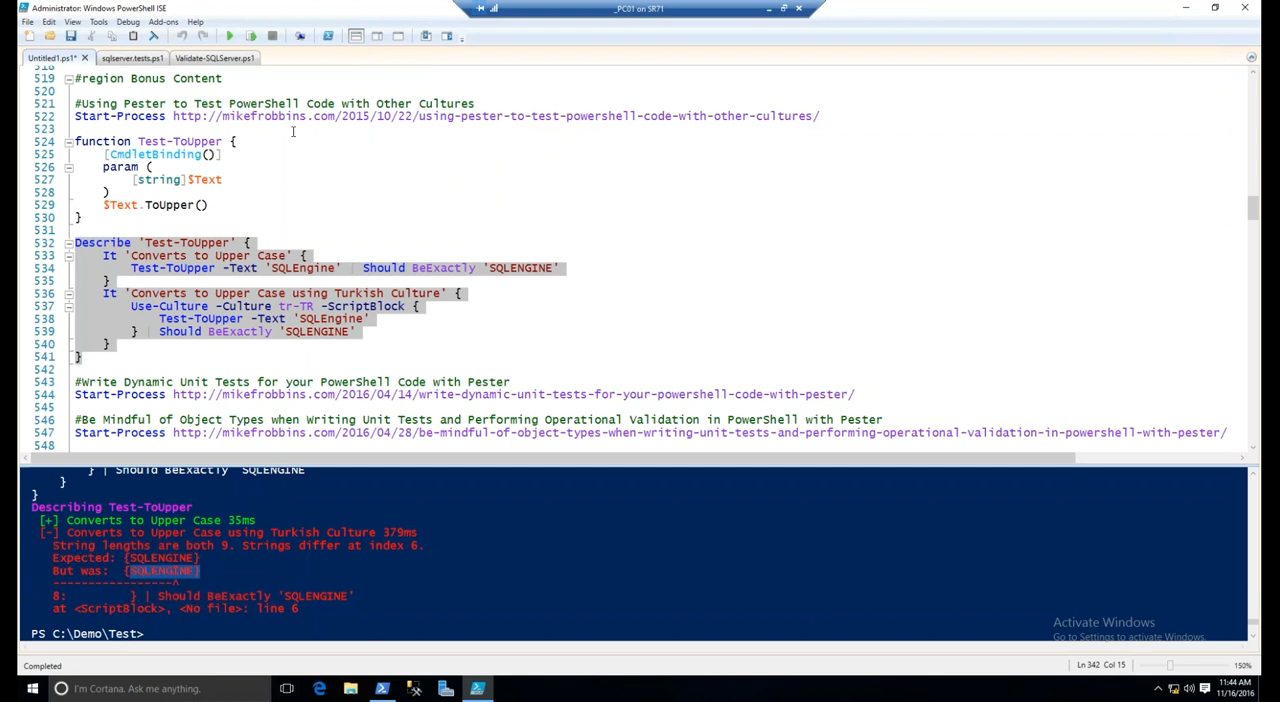 Administrator: Windows PowerShell ISE
_PC01 on SR71
File Edit View Tools Debug Add-ons Help
Untitled1.ps1* sqlserver.tests.ps1 Validate-SQLServer.ps1
518
519 #region Bonus Content
520
521 #Using Pester to Test PowerShell Code with Other Cultures
522 Start-Process http://mikefrobbins.com/2015/10/22/using-pester-to-test-powershell-code-with-other-cultures/
523
524 function Test-ToUpper {
525 [CmdletBinding()]
526 param (
527 [string]$Text
528 )
529 $Text.ToUpper()
530 }
531
532 Describe 'Test-ToUpper' {
533 It 'Converts to Upper Case' {
534 Test-ToUpper -Text 'SQLEngine' | Should BeExactly 'SQLENGINE'
535 }
536 It 'Converts to Upper Case using Turkish Culture' {
537 Use-Culture -Culture tr-TR -ScriptBlock {
538 Test-ToUpper -Text 'SQLEngine'
539 } | Should BeExactly 'SQLENGINE'
540 }
541 }
542
543 #Write Dynamic Unit Tests for your PowerShell Code with Pester
544 Start-Process http://mikefrobbins.com/2016/04/14/write-dynamic-unit-tests-for-your-powershell-code-with-pester/
545
546 #Be Mindful of Object Types when Writing Unit Tests and Performing Operational Validation in PowerShell with Pester
547 Start-Process http://mikefrobbins.com/2016/04/28/be-mindful-of-object-types-when-writing-unit-tests-and-performing-operational-validation-in-powershell-with-pester/
548
} | Should BeExactly 'SQLENGINE'
}
}
Describing Test-ToUpper
[+] Converts to Upper Case 35ms
[-] Converts to Upper Case using Turkish Culture 379ms
String lengths are both 9. Strings differ at index 6.
Expected: {SQLENGINE}
But was: {SQLENGİNE}
-----------------^
8: } | Should BeExactly 'SQLENGINE'
at <ScriptBlock>, <No file>: line 6
PS C:\Demo\Test>
Activate Windows
Go to Settings to activate Windows.
Completed
Ln 342 Col 15
150%
I'm Cortana. Ask me anything.
11:44 AM
11/16/2016